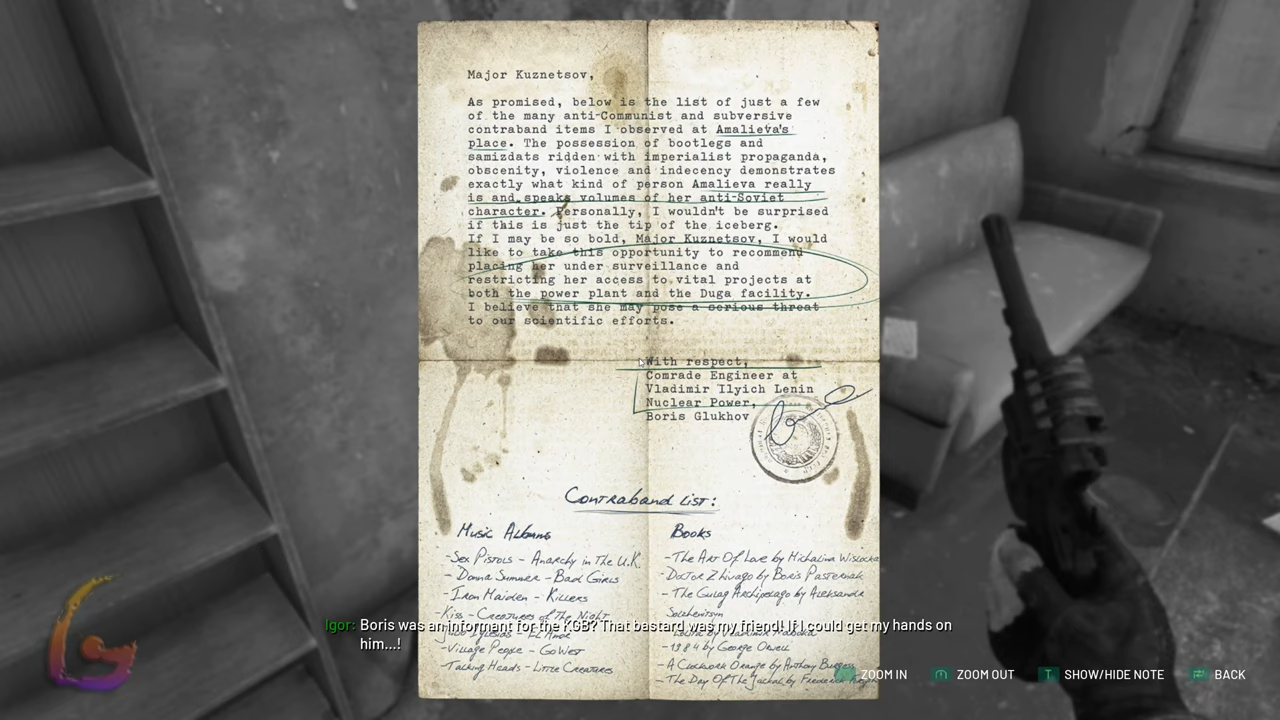 Major Kuznetsov,
As promised, below is the list of just a few
of the many anti-Communist and subversive
contraband items I observed at Amalieva's
place. The possession of bootlegs and
samizdats ridden with imperialist propaganda,
obscenity, violence and indecency demonstrates
exactly what kind of person Amalieva really
is and speaks volumes of her anti-Soviet
character. Personally, I wouldn't be surprised
if this is just the tip of the iceberg.
If I may be so bold, Major Kuznetsov, I would
like to take this opportunity to recommend
placing her under surveillance and
restricting her access to vital projects at
both the power plant and the Duga facility.
I believe that she may pose a serious threat
to our scientific efforts.
With respect,
Comrade Engineer at
Vladimir Ilyich Lenin
Nuclear Power,
Boris Glukhov
Contraband List:
Music Albums
- Sex Pistols - Anarchy in the U.K.
- Donna Summer - Bad Girls
- Iron Maiden - Killers
- Kiss - Creatures of the Night
- Village People - Go West
- Talking Heads - Little Creatures
Books
- The Art Of Love by Michalina Wislocka
- Doctor Zhivago by Boris Pasternak
- The Gulag Archipelago by Aleksandr
Solzhenitsyn
- 1984 by George Orwell
- A Clockwork Orange by Anthony Burgess
- The Day Of The Jackal by Frederick
Igor: Boris was an informant for the KGB? That bastard was my friend! If I could get my hands on
him...!
ZOOM IN
ZOOM OUT
T SHOW/HIDE NOTE
BACK